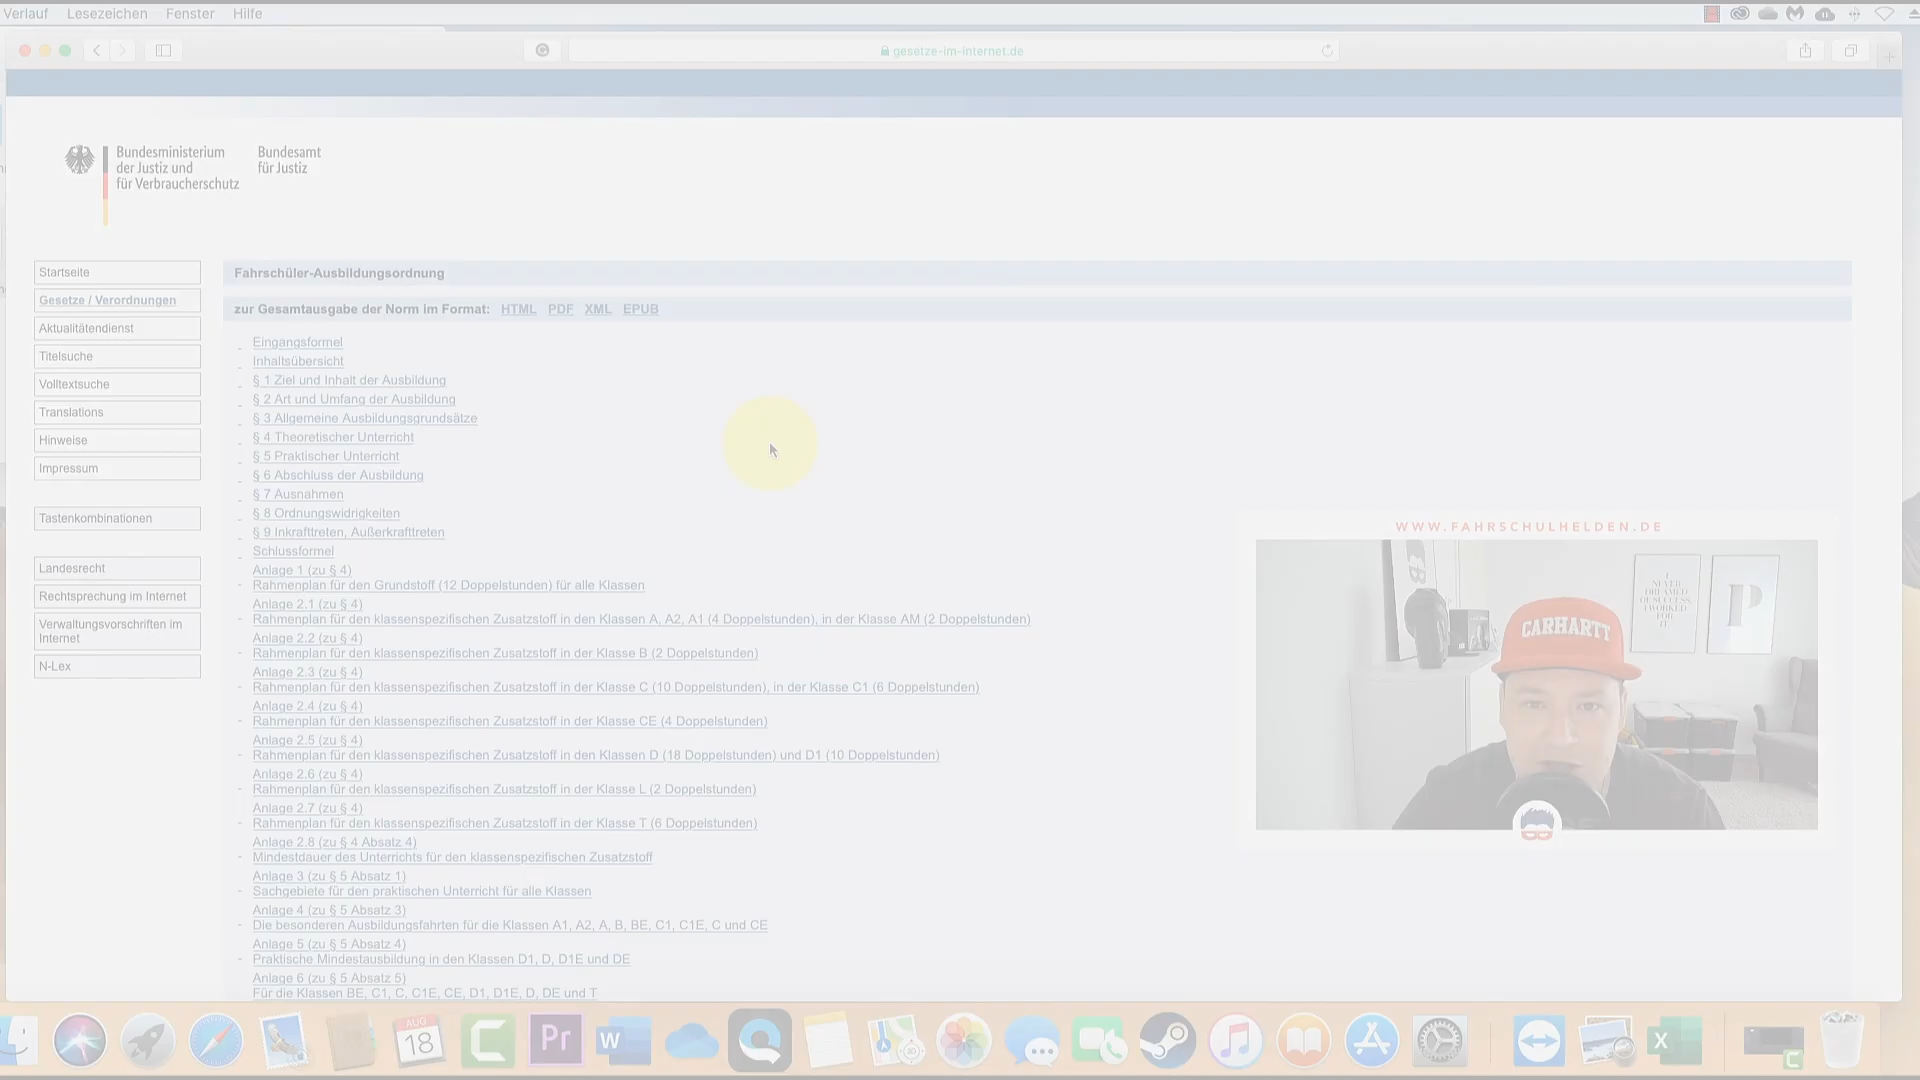 Verlauf Lesezeichen Fenster Hilfe
gesetze-im-internet.de
Bundesministerium
der Justiz und
für Verbraucherschutz
Bundesamt
für Justiz
Startseite
Gesetze / Verordnungen
Aktualitätendienst
Titelsuche
Volltextsuche
Translations
Hinweise
Impressum
Tastenkombinationen
Landesrecht
Rechtsprechung im Internet
Verwaltungsvorschriften im
Internet
N-Lex
Fahrschüler-Ausbildungsordnung
zur Gesamtausgabe der Norm im Format: HTML PDF XML EPUB
Eingangsformel
Inhaltsübersicht
§ 1 Ziel und Inhalt der Ausbildung
§ 2 Art und Umfang der Ausbildung
§ 3 Allgemeine Ausbildungsgrundsätze
§ 4 Theoretischer Unterricht
§ 5 Praktischer Unterricht
§ 6 Abschluss der Ausbildung
§ 7 Ausnahmen
§ 8 Ordnungswidrigkeiten
§ 9 Inkrafttreten, Außerkrafttreten
Schlussformel
Anlage 1 (zu § 4)
- Rahmenplan für den Grundstoff (12 Doppelstunden) für alle Klassen
Anlage 2.1 (zu § 4)
- Rahmenplan für den klassenspezifischen Zusatzstoff in den Klassen A, A2, A1 (4 Doppelstunden), in der Klasse AM (2 Doppelstunden)
Anlage 2.2 (zu § 4)
- Rahmenplan für den klassenspezifischen Zusatzstoff in der Klasse B (2 Doppelstunden)
Anlage 2.3 (zu § 4)
- Rahmenplan für den klassenspezifischen Zusatzstoff in der Klasse C (10 Doppelstunden), in der Klasse C1 (6 Doppelstunden)
Anlage 2.4 (zu § 4)
- Rahmenplan für den klassenspezifischen Zusatzstoff in der Klasse CE (4 Doppelstunden)
Anlage 2.5 (zu § 4)
- Rahmenplan für den klassenspezifischen Zusatzstoff in den Klassen D (18 Doppelstunden) und D1 (10 Doppelstunden)
Anlage 2.6 (zu § 4)
- Rahmenplan für den klassenspezifischen Zusatzstoff in der Klasse L (2 Doppelstunden)
Anlage 2.7 (zu § 4)
- Rahmenplan für den klassenspezifischen Zusatzstoff in der Klasse T (6 Doppelstunden)
Anlage 2.8 (zu § 4 Absatz 4)
- Mindestdauer des Unterrichts für den klassenspezifischen Zusatzstoff
Anlage 3 (zu § 5 Absatz 1)
- Sachgebiete für den praktischen Unterricht für alle Klassen
Anlage 4 (zu § 5 Absatz 3)
- Die besonderen Ausbildungsfahrten für die Klassen A1, A2, A, B, BE, C1, C1E, C und CE
Anlage 5 (zu § 5 Absatz 4)
- Praktische Mindestausbildung in den Klassen D1, D, D1E und DE
Anlage 6 (zu § 5 Absatz 5)
Für die Klassen BE, C1, C, C1E, CE, D1, D1E, D, DE und T
WWW.FAHRSCHULHELDEN.DE
I
NEVER
DREAMED
OF SUCCESS.
I WORKED
FOR
IT
P
CARHARTT
AUG
18
Pr
W
X